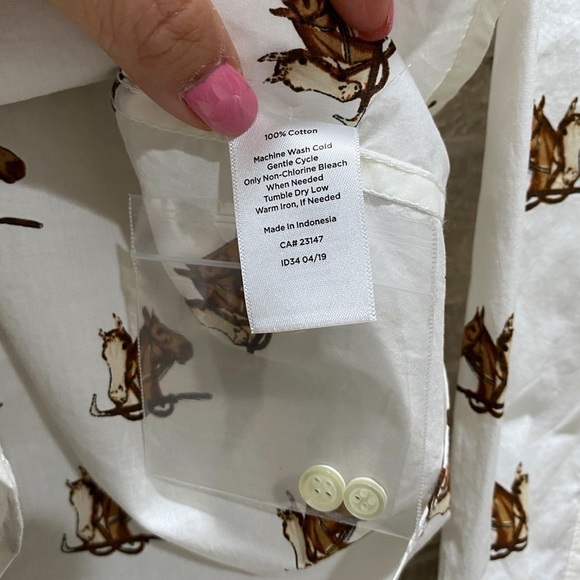 100% Cotton
Machine Wash Cold
Gentle Cycle
Only Non-Chlorine Bleach
When Needed
Tumble Dry Low
Warm Iron, If Needed
Made in Indonesia
CA# 23147
ID34 04/19